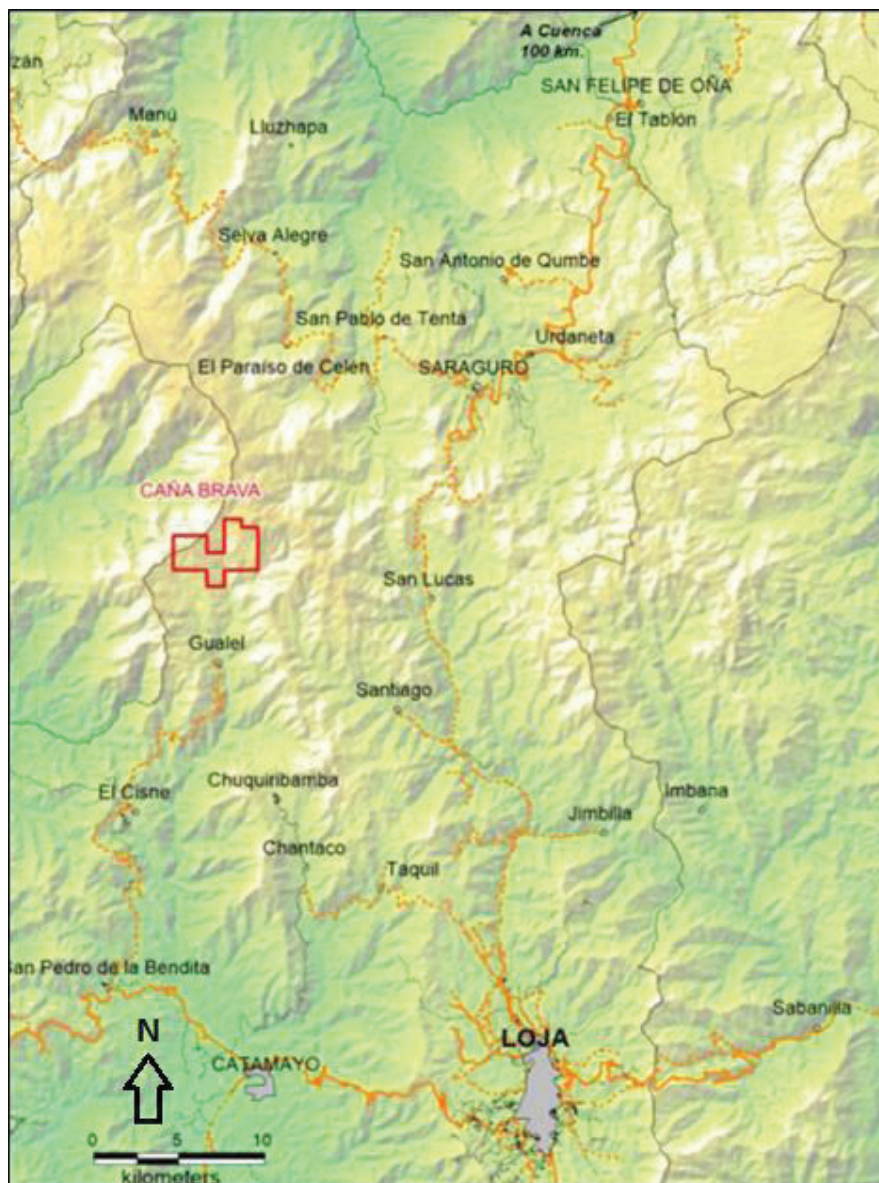 A Cuenca
100 km.
zán
SAN FELIPE DE OÑA
El Tablón
Manú
Lluzhapa
Selva Alegre
San Antonio de Qumbe
San Pablo de Tenta
Urdaneta
El Paraíso de Celén
SARAGURO
CAÑA BRAVA
San Lucas
Gualel
Santiago
Chuquiribamba
El Cisne
Imbana
Jimbilla
Chantaco
Taquil
San Pedro de la Bendita
Sabanilla
N
LOJA
CATAMAYO
0 5 10
kilometers